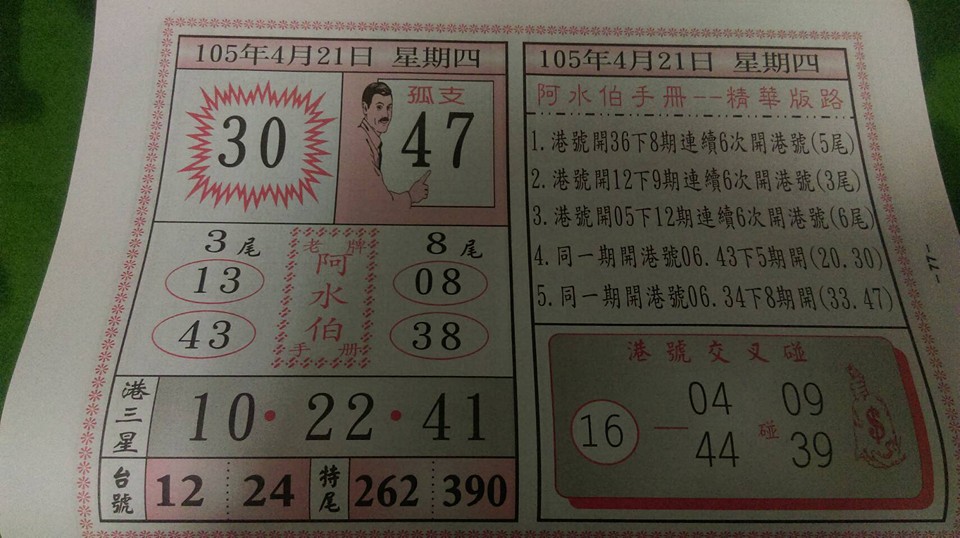 105年4月21日 星期四
30
孤支
47
3尾
13
43
老牌
阿水伯
手冊
8尾
08
38
港三星
10·22·41
台號
12 24
特尾
262 390
105年4月21日 星期四
阿水伯手冊--精華版路
1.港號開36下8期連續6次開港號(5尾)
2.港號開12下9期連續6次開港號(3尾)
3.港號開05下12期連續6次開港號(6尾)
4.同一期開港號06.43下5期開(20.30)
5.同一期開港號06.34下8期開(33.47)
港號交叉碰
04 09
16 — 碰
44 39
$
-77-